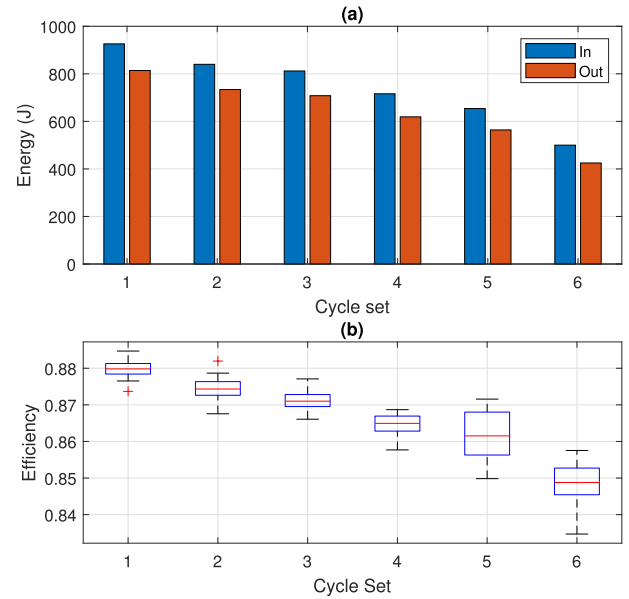 (a)
1000
800
600
400
200
0
Energy (J)
In
Out
1 2 3 4 5 6
Cycle set
(b)
0.88
0.87
0.86
0.85
0.84
Efficiency
1 2 3 4 5 6
Cycle Set